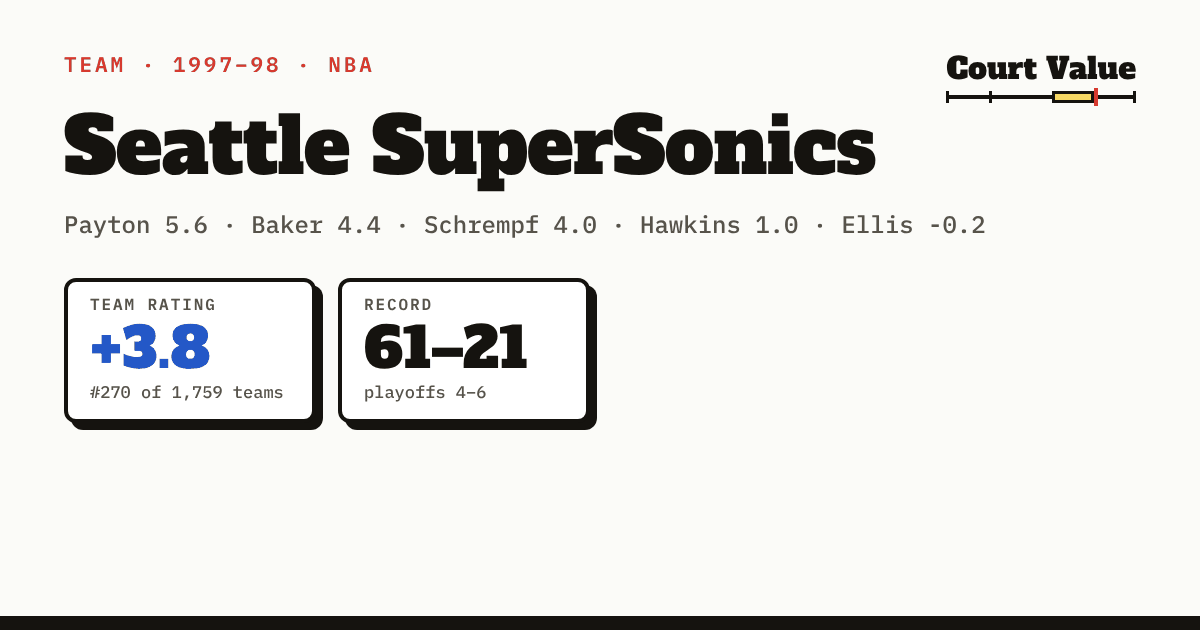 TEAM · 1997–98 · NBA
Court Value
Seattle SuperSonics
Payton 5.6 · Baker 4.4 · Schrempf 4.0 · Hawkins 1.0 · Ellis -0.2
TEAM RATING
+3.8
#270 of 1,759 teams
RECORD
61–21
playoffs 4–6